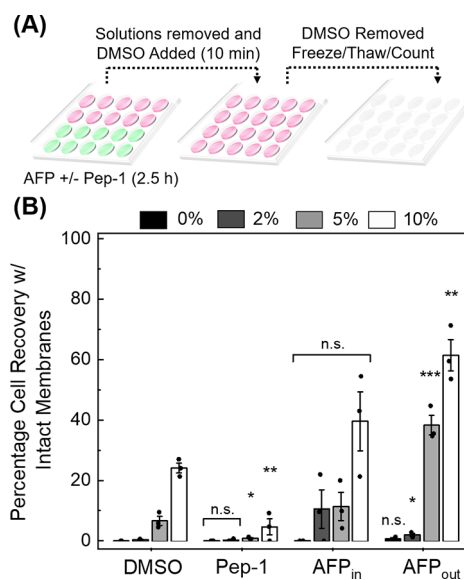 (A)
Solutions removed and
DMSO Added (10 min)
DMSO Removed
Freeze/Thaw/Count
AFP +/- Pep-1 (2.5 h)
(B)
0% 2% 5% 10%
Percentage Cell Recovery w/
Intact Membranes
100
80
60
40
20
0
n.s.
*
**
n.s.
n.s.
*
***
**
DMSO Pep-1 AFPin AFPout